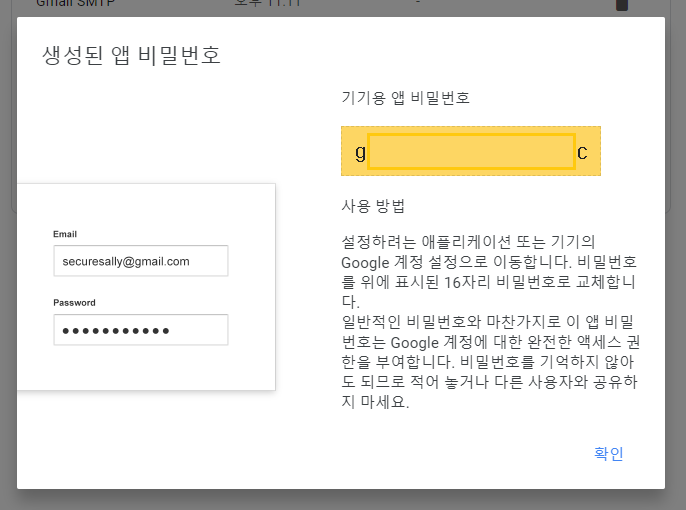 Gmail SMTP 오후 11:11 -
생성된 앱 비밀번호
기기용 앱 비밀번호
g c
Email
securesally@gmail.com
Password
●●●●●●●●●●●
사용 방법
설정하려는 애플리케이션 또는 기기의
Google 계정 설정으로 이동합니다. 비밀번호
를 위에 표시된 16자리 비밀번호로 교체합니
다.
일반적인 비밀번호와 마찬가지로 이 앱 비밀
번호는 Google 계정에 대한 완전한 액세스 권
한을 부여합니다. 비밀번호를 기억하지 않아
도 되므로 적어 놓거나 다른 사용자와 공유하
지 마세요.
확인